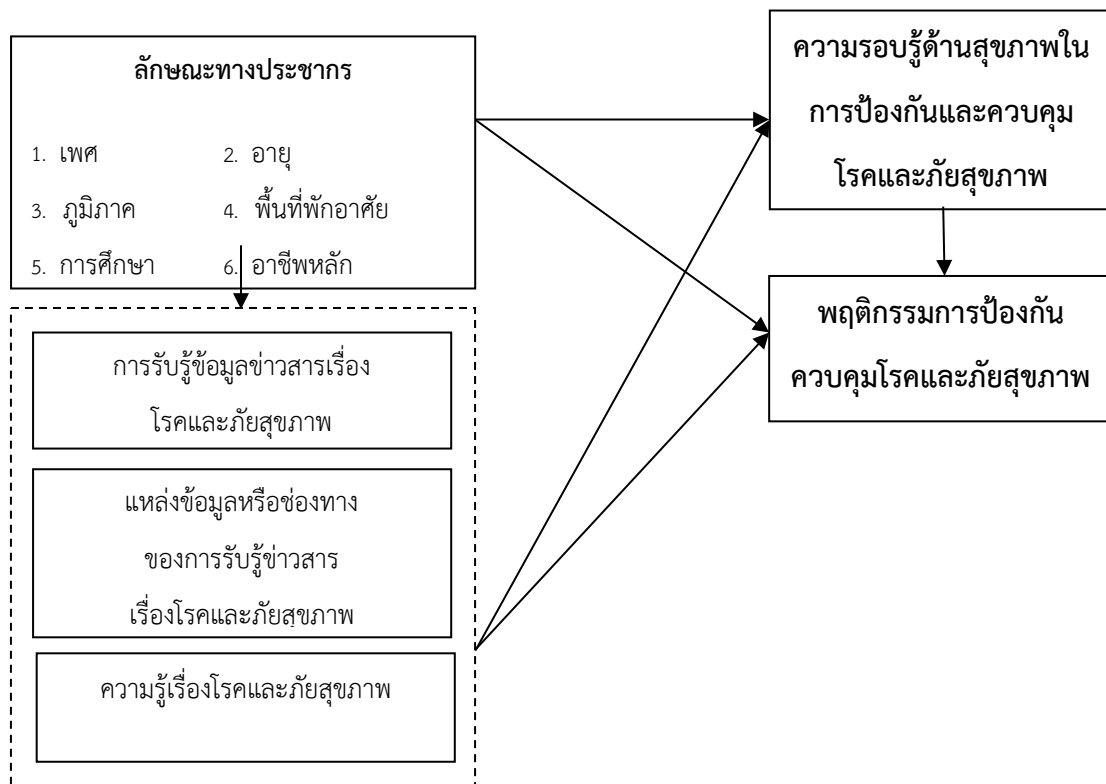 ลักษณะทางประชากร
1. เพศ 2. อายุ
3. ภูมิภาค 4. พื้นที่พักอาศัย
5. การศึกษา 6. อาชีพหลัก
การรับรู้ข้อมูลข่าวสารเรื่อง
โรคและภัยสุขภาพ
แหล่งข้อมูลหรือช่องทาง
ของการรับรู้ข่าวสาร
เรื่องโรคและภัยสุขภาพ
ความรู้เรื่องโรคและภัยสุขภาพ
ความรอบรู้ด้านสุขภาพใน
การป้องกันและควบคุม
โรคและภัยสุขภาพ
พฤติกรรมการป้องกัน
ควบคุมโรคและภัยสุขภาพ